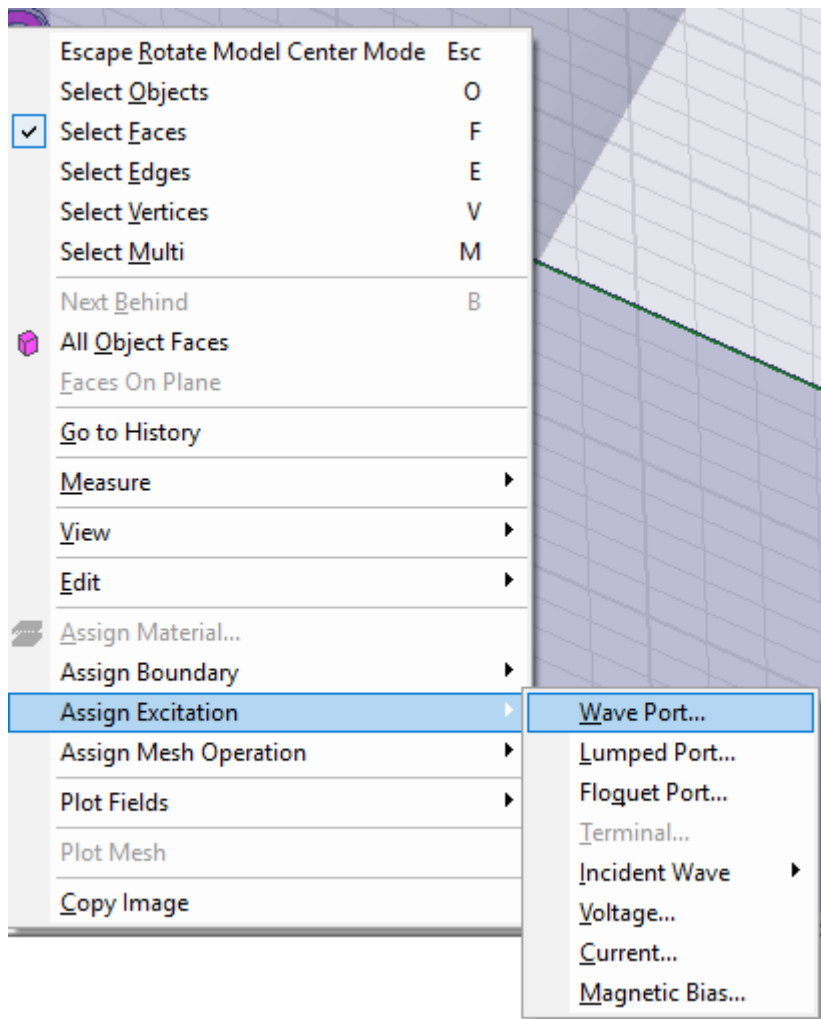 Escape Rotate Model Center Mode Esc
Select Objects O
Select Faces F
Select Edges E
Select Vertices V
Select Multi M
Next Behind B
All Object Faces
Faces On Plane
Go to History
Measure
View
Edit
Assign Material...
Assign Boundary
Assign Excitation
Assign Mesh Operation
Plot Fields
Plot Mesh
Copy Image
Wave Port...
Lumped Port...
Floquet Port...
Terminal...
Incident Wave
Voltage...
Current...
Magnetic Bias...